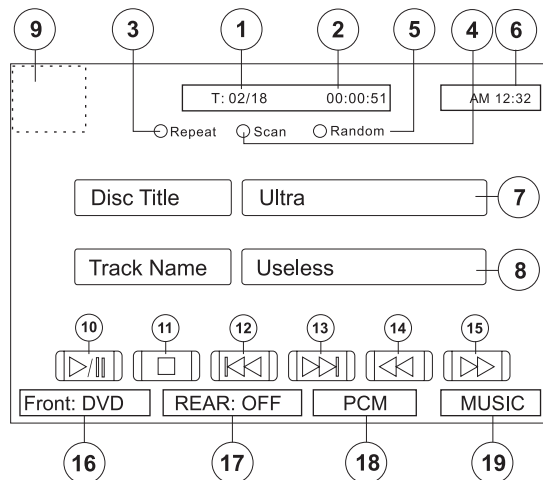 9 3 1 2 5 4 6
T: 02/18 00:00:51 AM 12:32
Repeat Scan Random
Disc Title Ultra 7
Track Name Useless 8
10 11 12 13 14 15
Front: DVD REAR: OFF PCM MUSIC
16 17 18 19